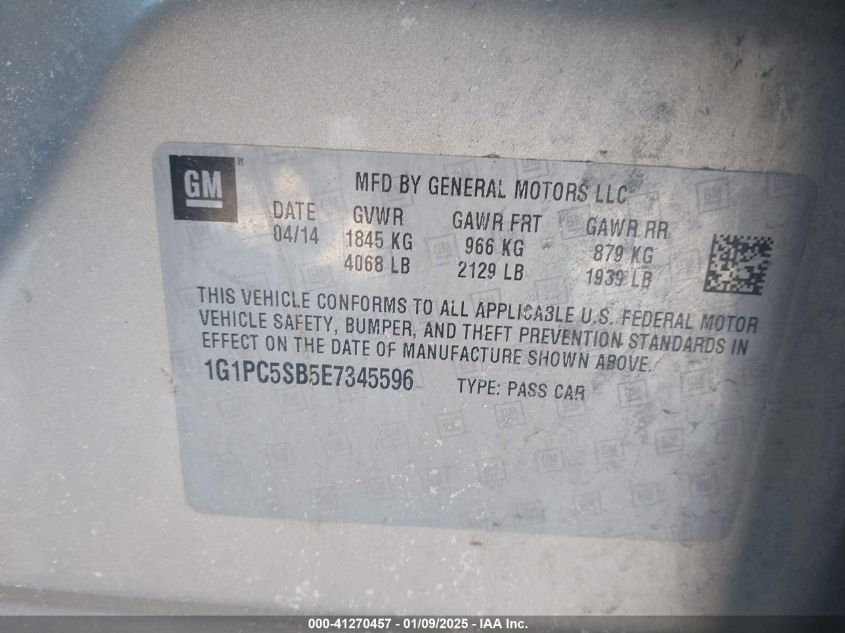 GM ®
MFD BY GENERAL MOTORS LLC
DATE GVWR GAWR FRT GAWR RR
04/14 1845 KG 966 KG 879 KG
4068 LB 2129 LB 1939 LB
THIS VEHICLE CONFORMS TO ALL APPLICABLE U.S. FEDERAL MOTOR
VEHICLE SAFETY, BUMPER, AND THEFT PREVENTION STANDARDS IN
EFFECT ON THE DATE OF MANUFACTURE SHOWN ABOVE.
1G1PC5SB5E7345596 TYPE: PASS CAR
000-41270457 - 01/09/2025 - IAA Inc.